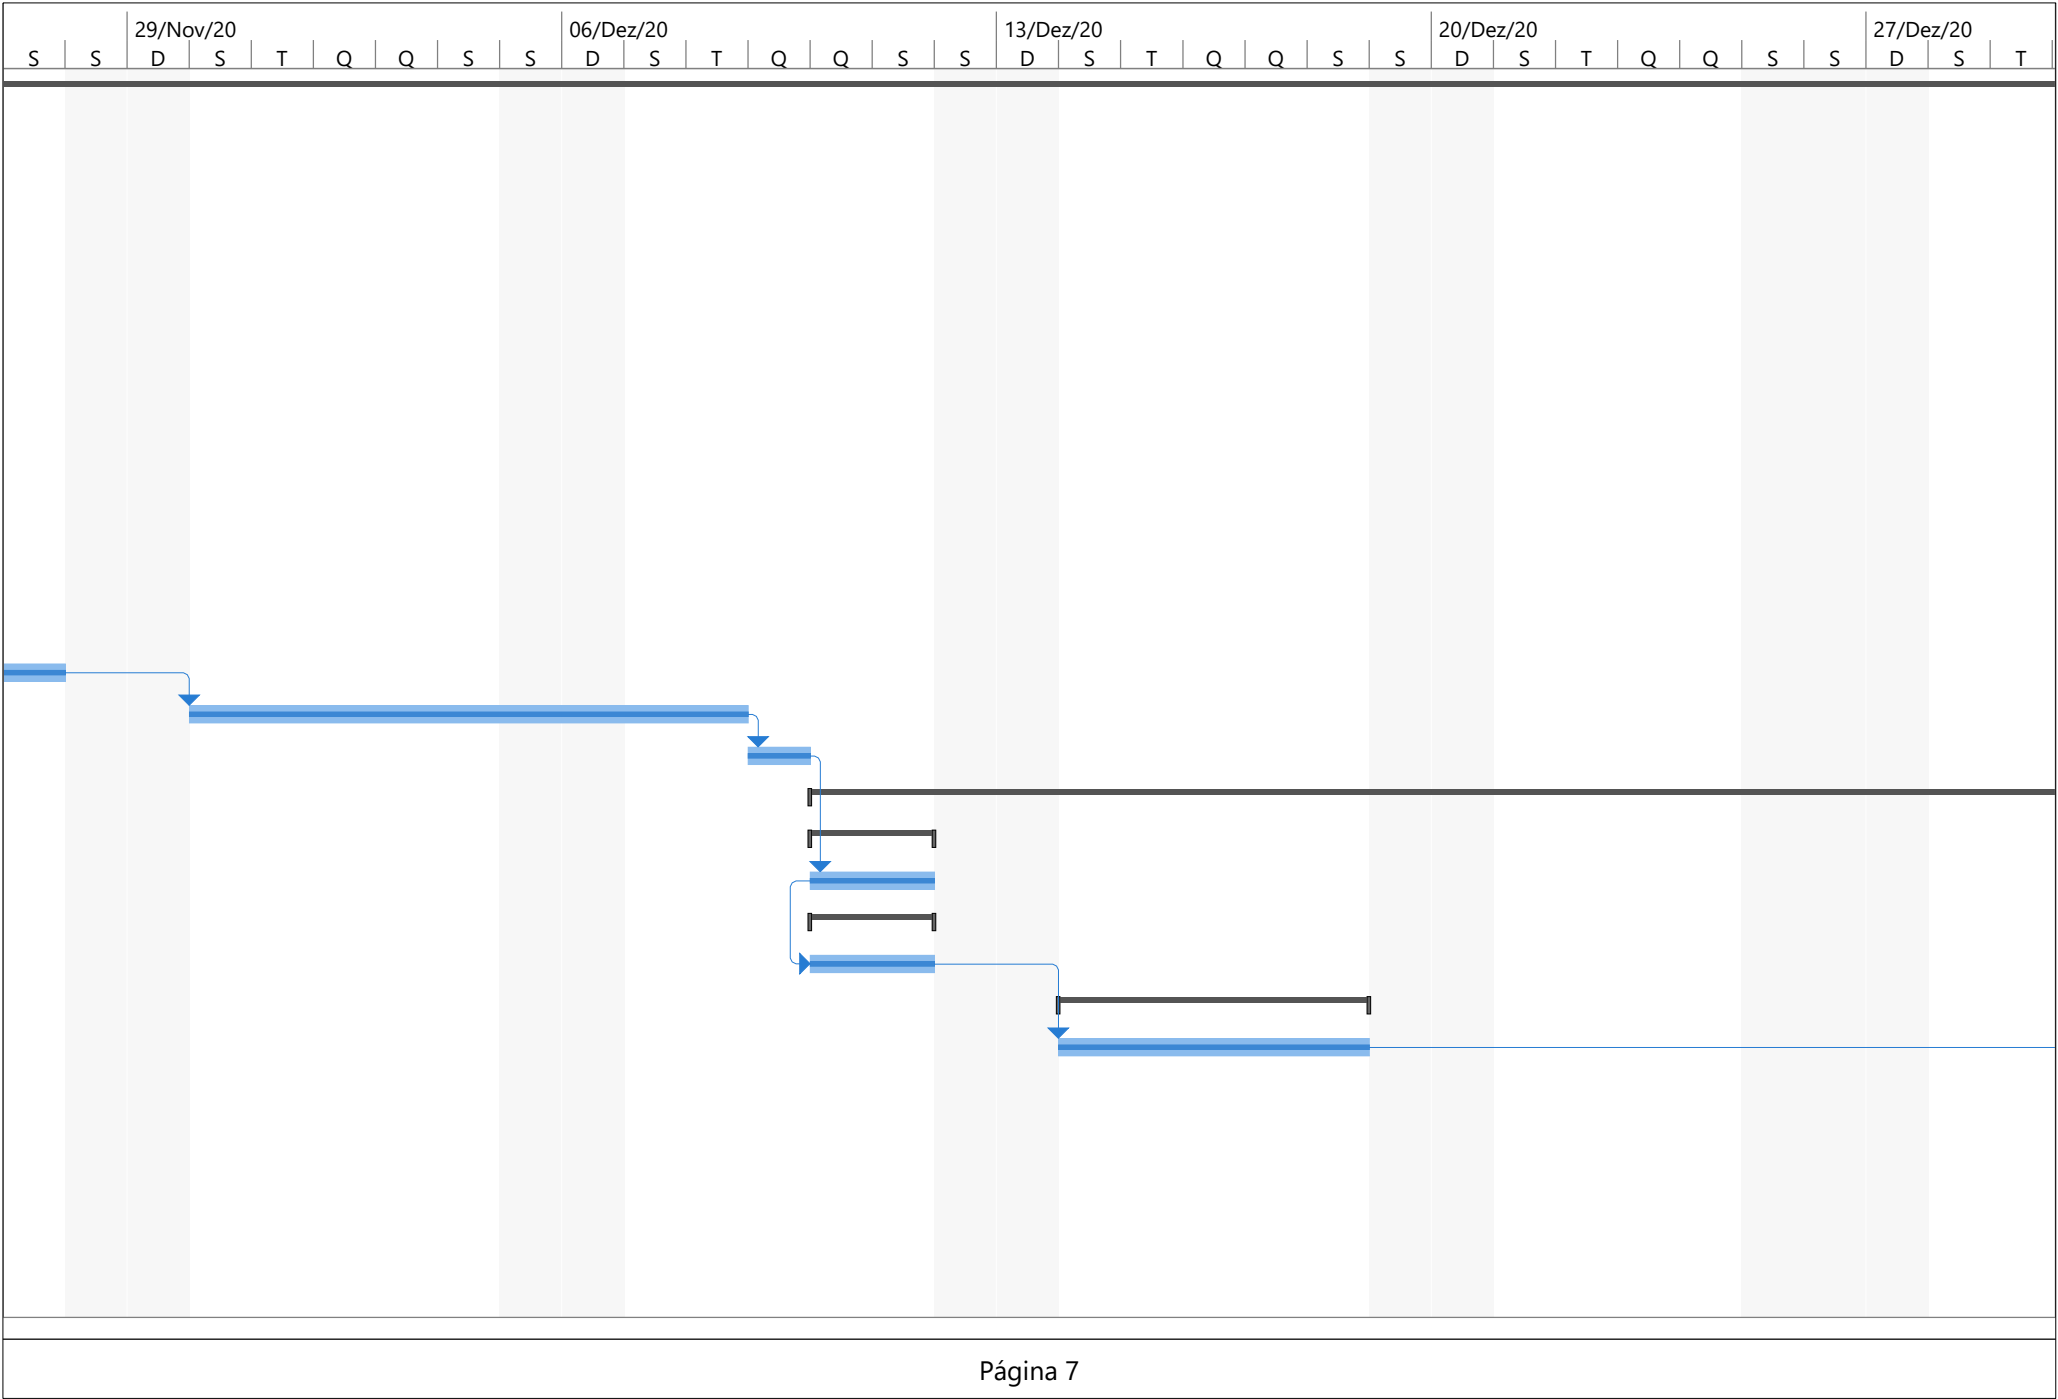 29/Nov/20 06/Dez/20 13/Dez/20 20/Dez/20 27/Dez/20
S S D S T Q Q S S D S T Q Q S S D S T Q Q S S D S T Q Q S S D S T
Página 7